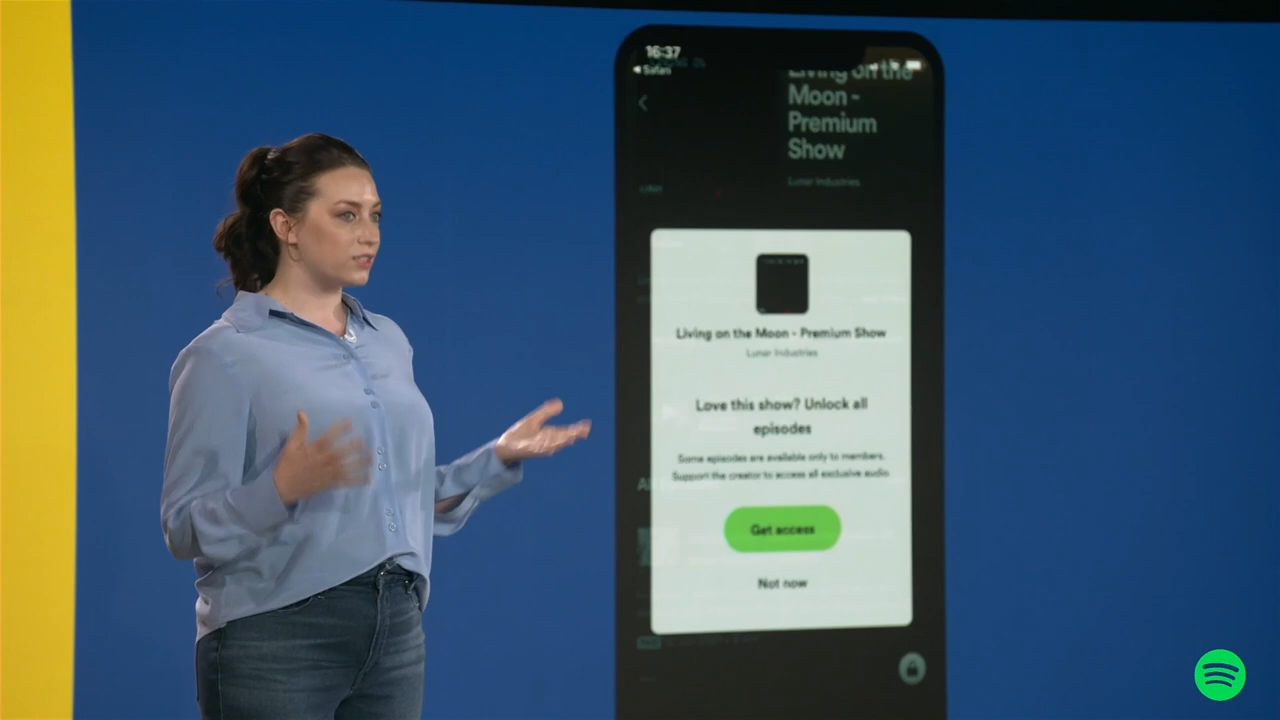 16:37
Safari
Living on the
Moon -
Premium
Show
Lunar Industries
Living on the Moon - Premium Show
Lunar Industries
Love this show? Unlock all
episodes
Some episodes are available only to members.
Support the creator to access all exclusive audio.
Get access
Not now